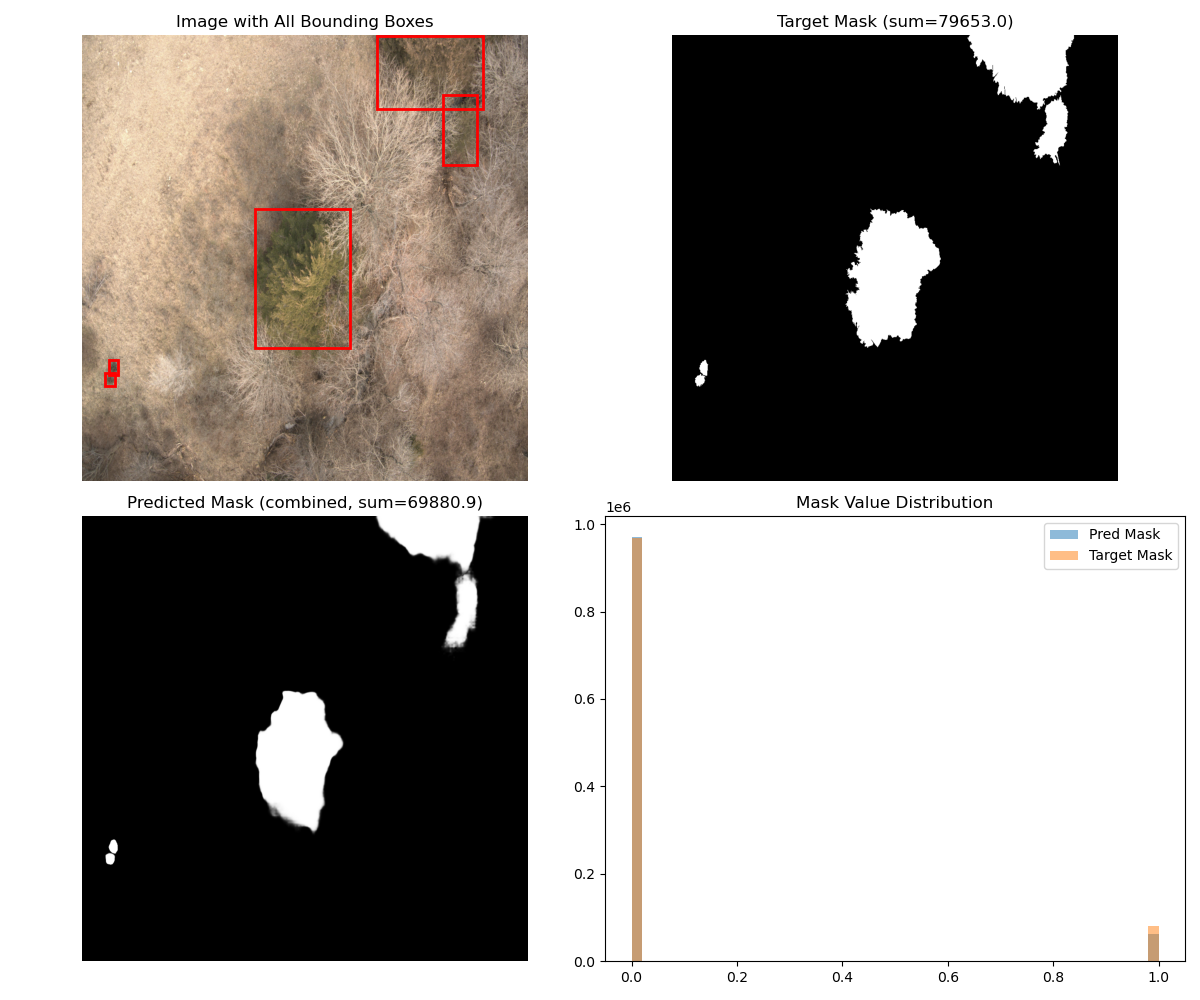 Image with All Bounding Boxes
Target Mask (sum=79653.0)
Predicted Mask (combined, sum=69880.9)
Mask Value Distribution
1e6
1.0
0.8
0.6
0.4
0.2
0.0
Pred Mask
Target Mask
0.0 0.2 0.4 0.6 0.8 1.0